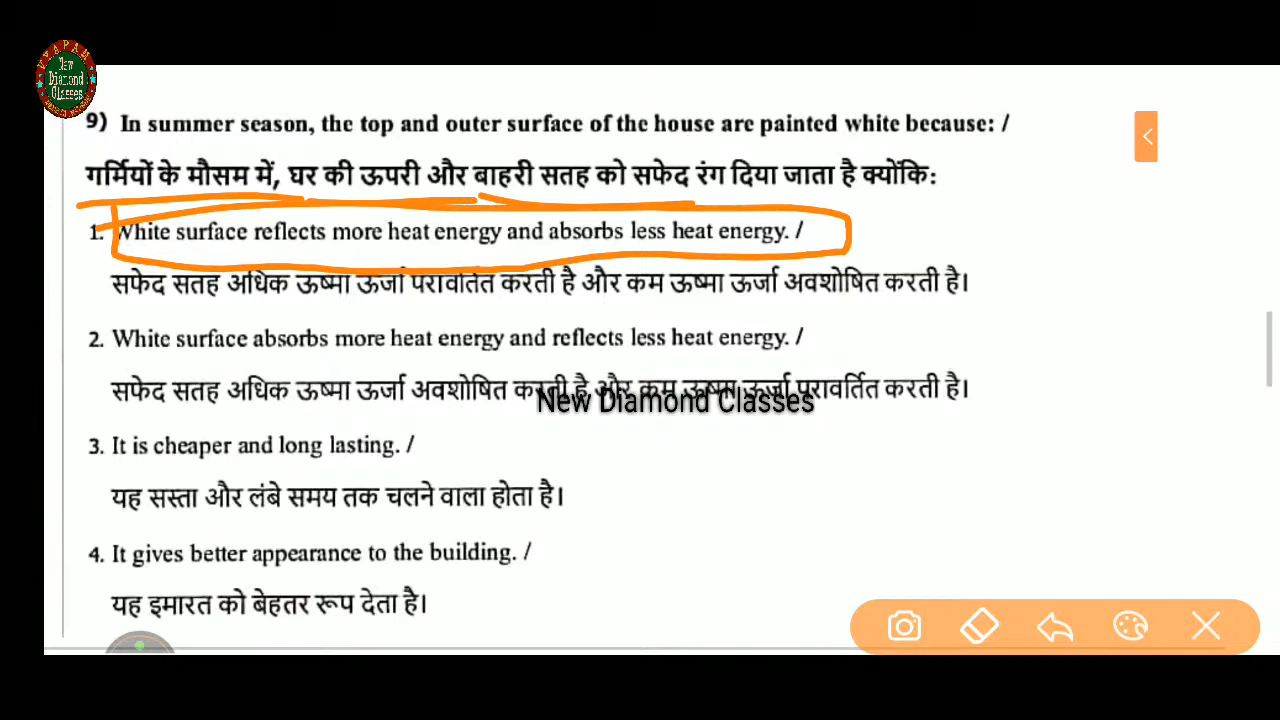 VYAPAM
New
Diamond
Classes
9) In summer season, the top and outer surface of the house are painted white because: /
गर्मियों के मौसम में, घर की ऊपरी और बाहरी सतह को सफेद रंग दिया जाता है क्योंकि:
1. White surface reflects more heat energy and absorbs less heat energy. /
सफेद सतह अधिक ऊष्मा ऊर्जा परावर्तित करती है और कम ऊष्मा ऊर्जा अवशोषित करती है।
2. White surface absorbs more heat energy and reflects less heat energy. /
सफेद सतह अधिक ऊष्मा ऊर्जा अवशोषित करती है और कम ऊष्मा ऊर्जा परावर्तित करती है।
New Diamond Classes
3. It is cheaper and long lasting. /
यह सस्ता और लंबे समय तक चलने वाला होता है।
4. It gives better appearance to the building. /
यह इमारत को बेहतर रूप देता है।